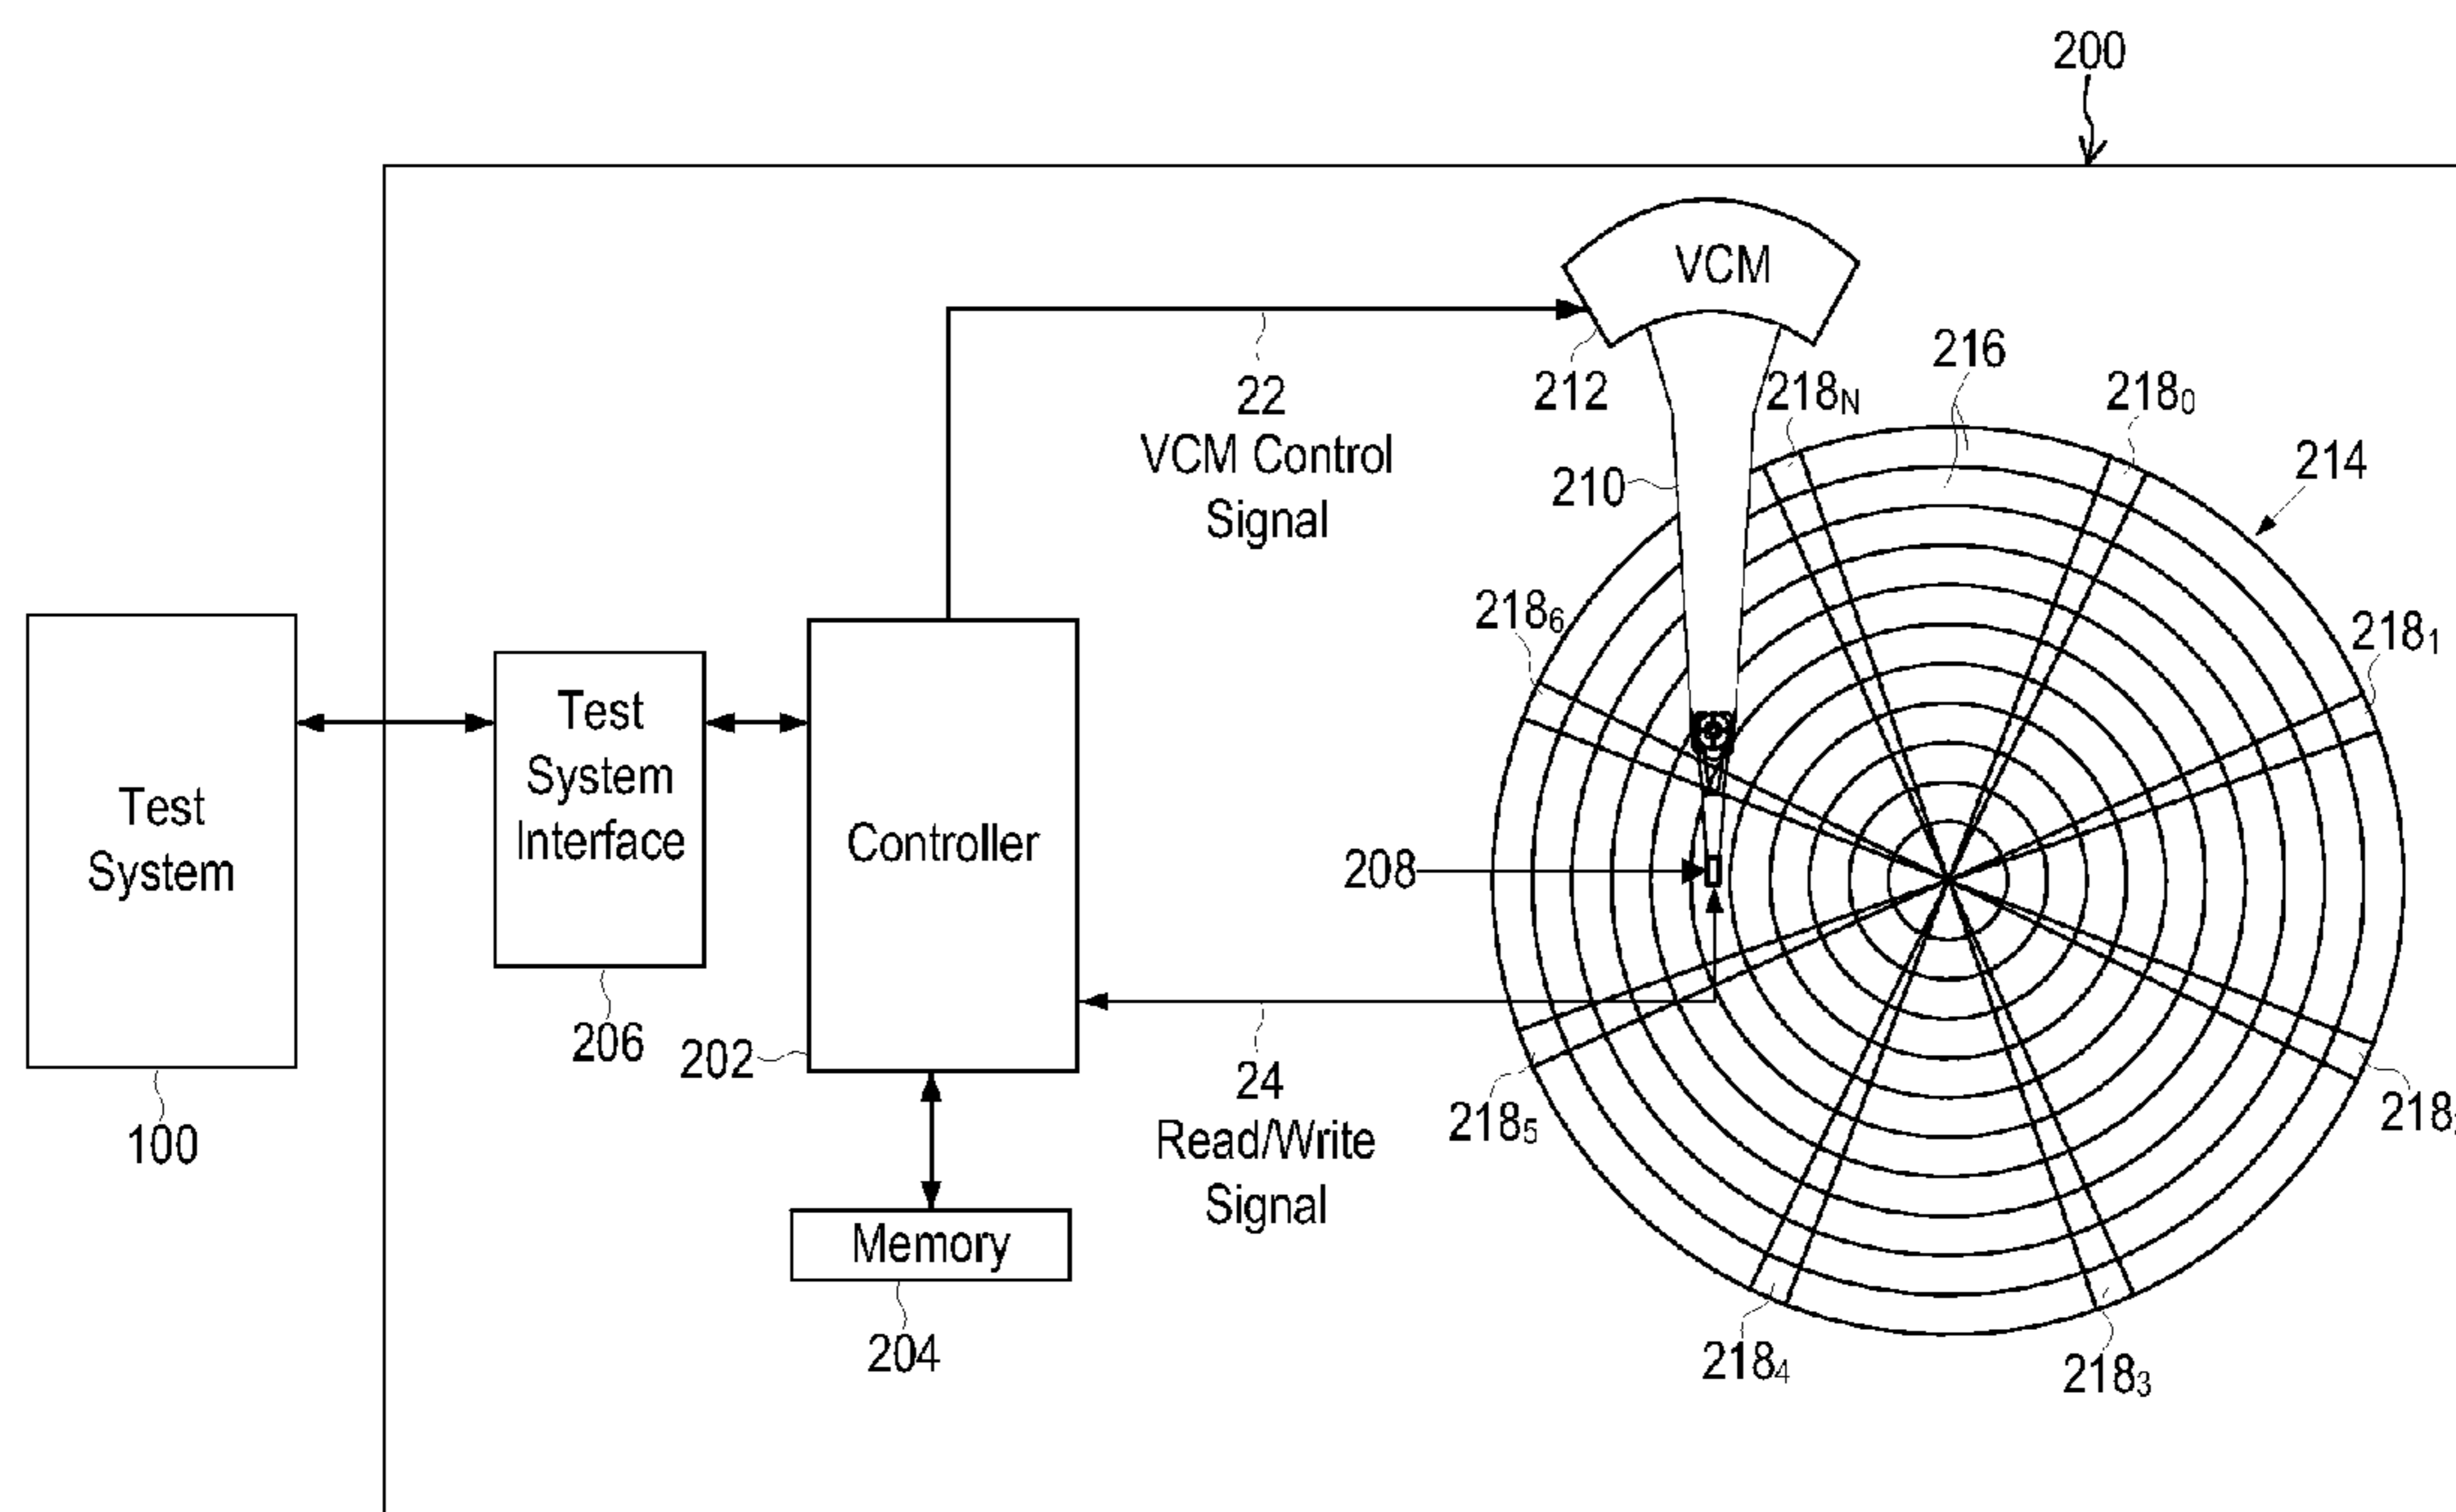 200
VCM
212
22
VCM Control
Signal
210
218N
216
2180
214
2186
2181
Test
System
100
Test
System
Interface
206
Controller
202
208
24
Read/Write
Signal
Memory
204
2185
218
2184
2183